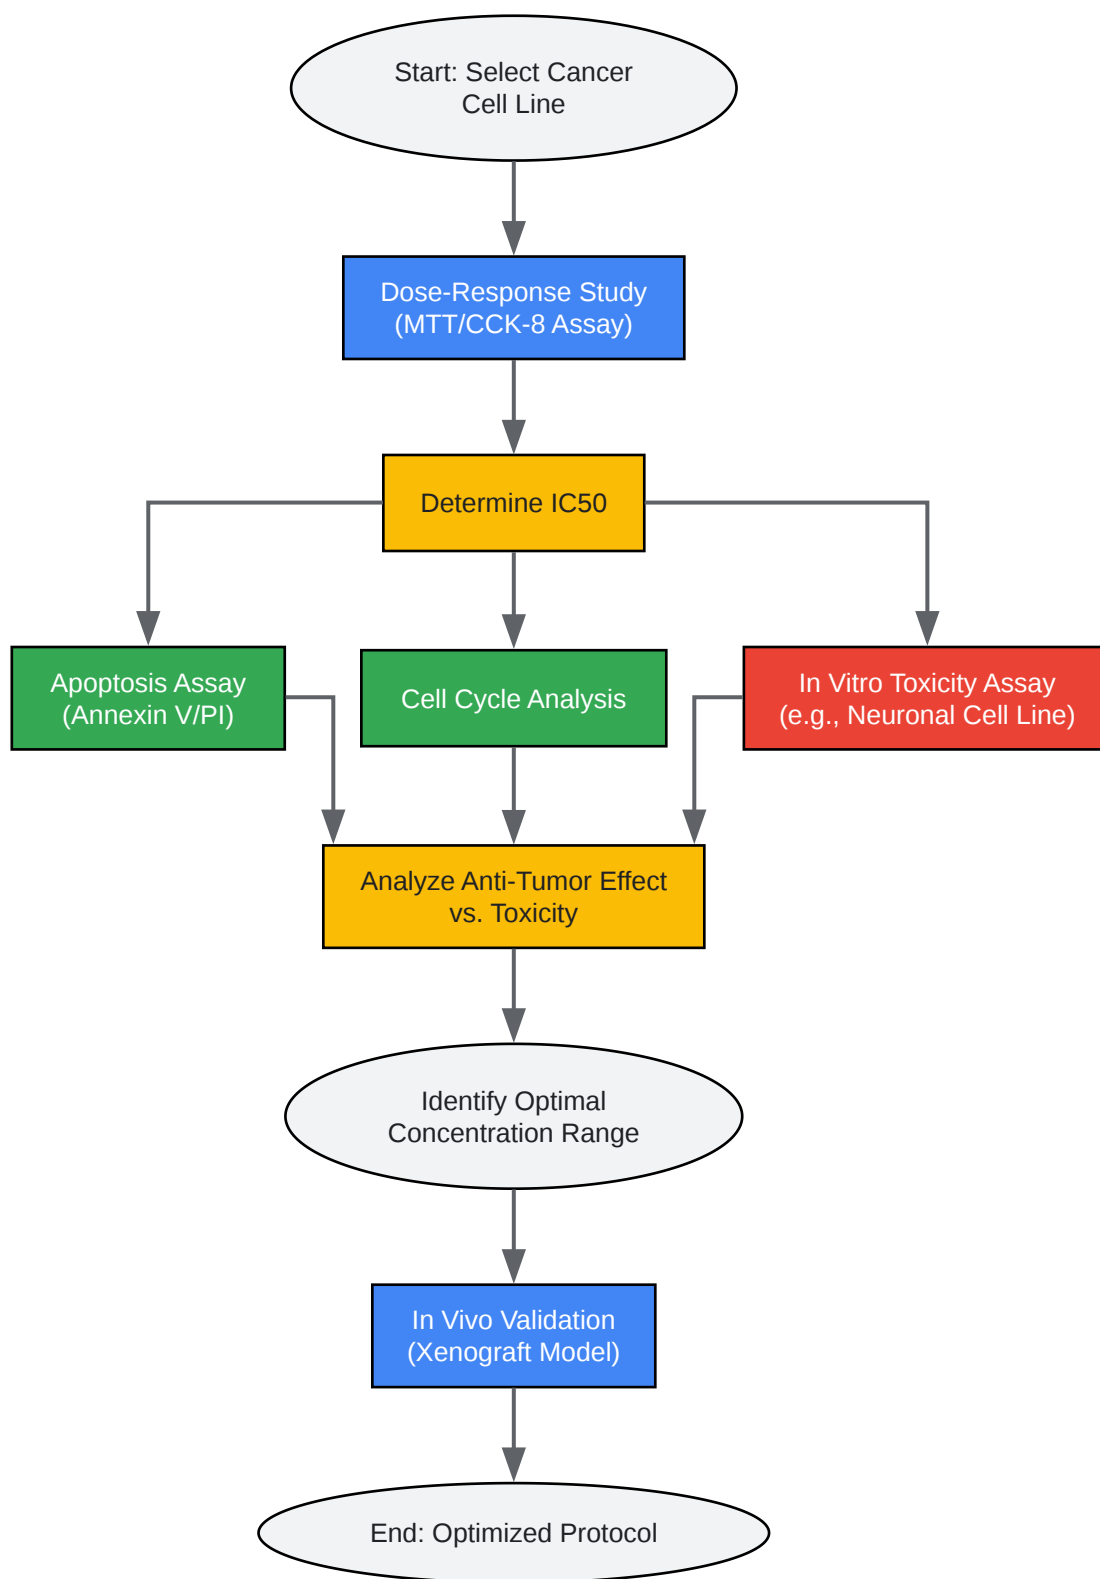 Start: Select Cancer
Cell Line
Dose-Response Study
(MTT/CCK-8 Assay)
Determine IC50
Apoptosis Assay
(Annexin V/PI)
Cell Cycle Analysis
In Vitro Toxicity Assay
(e.g., Neuronal Cell Line)
Analyze Anti-Tumor Effect
vs. Toxicity
Identify Optimal
Concentration Range
In Vivo Validation
(Xenograft Model)
End: Optimized Protocol